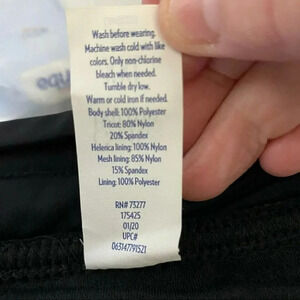 Wash before wearing.
Machine wash cold with like
colors. Only non-chlorine
bleach when needed.
Tumble dry low.
Warm or cold iron if needed.
Body shell: 100% Polyester
Tricot: 80% Nylon
20% Spandex
Helenca lining: 100% Nylon
Mesh lining: 85% Nylon
15% Spandex
Lining: 100% Polyester
RN# 73277
175425
01/20
UPC#